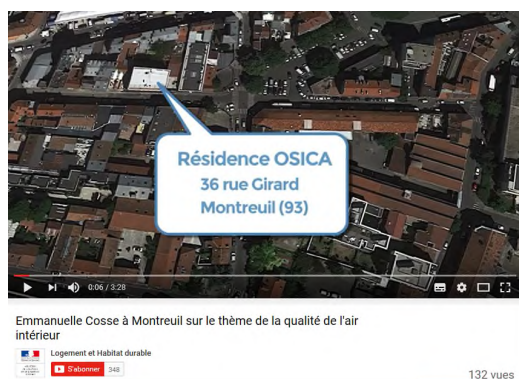 Résidence OSICA
36 rue Girard
Montreuil (93)
0:06 / 3:28
Emmanuelle Cosse à Montreuil sur le thème de la qualité de l'air
intérieur
Logement et Habitat durable
S'abonner 348
132 vues